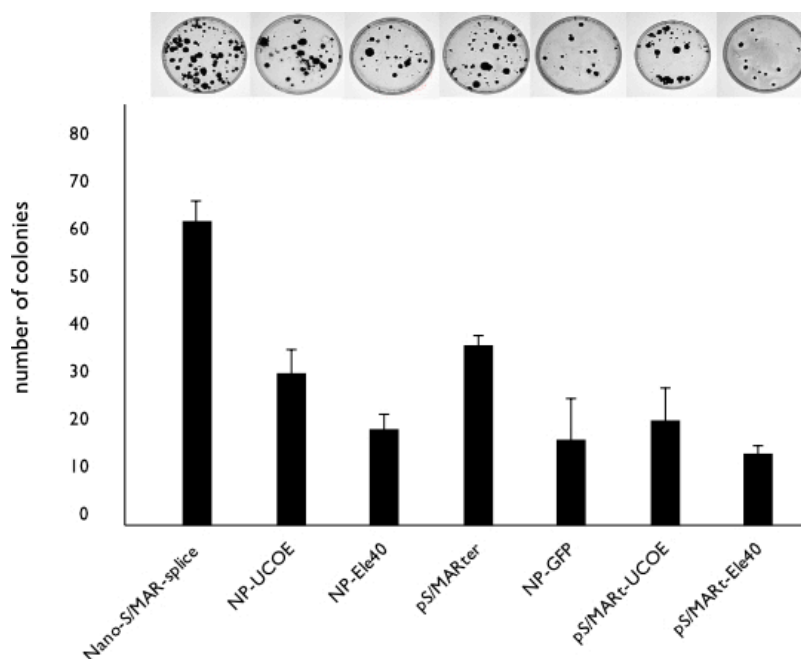 number of colonies
80
70
60
50
40
30
20
10
0
Nano-S/MAR-splice
NP-UCOE
NP-Ele40
pS/MARter
NP-GFP
pS/MARt-UCOE
pS/MARt-Ele40